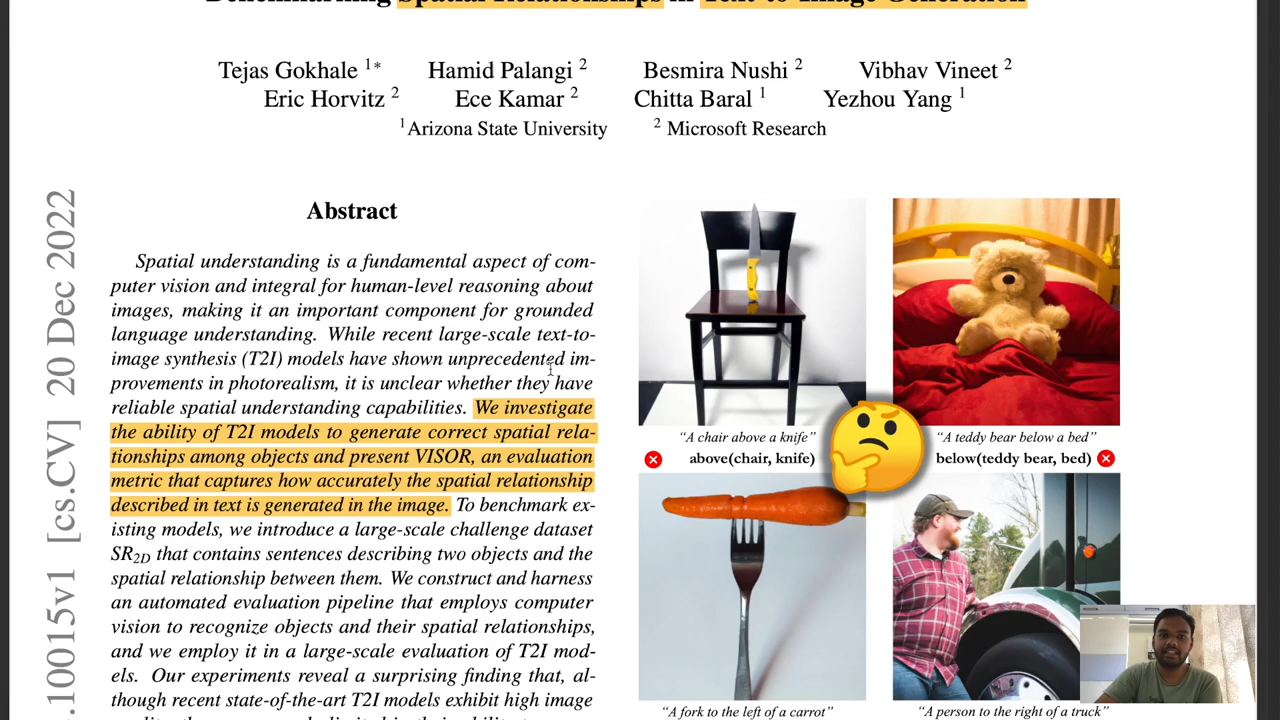 Benchmarking Spatial Relationships in Text-to-Image Generation
Tejas Gokhale 1* Hamid Palangi 2 Besmira Nushi 2 Vibhav Vineet 2
Eric Horvitz 2 Ece Kamar 2 Chitta Baral 1 Yezhou Yang 1
1 Arizona State University 2 Microsoft Research
.10015v1 [cs.CV] 20 Dec 2022
Abstract
Spatial understanding is a fundamental aspect of com-
puter vision and integral for human-level reasoning about
images, making it an important component for grounded
language understanding. While recent large-scale text-to-
image synthesis (T2I) models have shown unprecedented im-
provements in photorealism, it is unclear whether they have
reliable spatial understanding capabilities. We investigate
the ability of T2I models to generate correct spatial rela-
tionships among objects and present VISOR, an evaluation
metric that captures how accurately the spatial relationship
described in text is generated in the image. To benchmark ex-
isting models, we introduce a large-scale challenge dataset
SR2D that contains sentences describing two objects and the
spatial relationship between them. We construct and harness
an automated evaluation pipeline that employs computer
vision to recognize objects and their spatial relationships,
and we employ it in a large-scale evaluation of T2I mod-
els. Our experiments reveal a surprising finding that, al-
though recent state-of-the-art T2I models exhibit high image
“A chair above a knife”
above(chair, knife)
“A teddy bear below a bed”
below(teddy bear, bed)
“A fork to the left of a carrot”
“A person to the right of a truck”